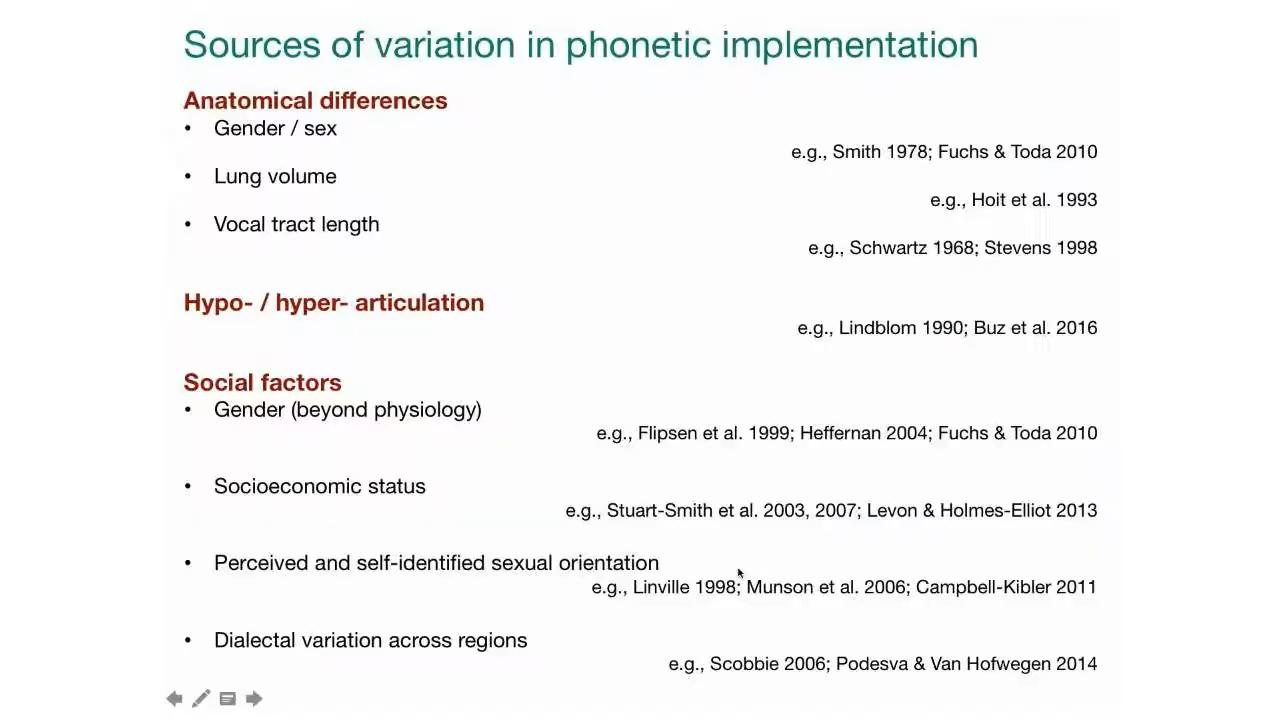 Sources of variation in phonetic implementation
Anatomical differences
• Gender / sex
e.g., Smith 1978; Fuchs & Toda 2010
• Lung volume
e.g., Hoit et al. 1993
• Vocal tract length
e.g., Schwartz 1968; Stevens 1998
Hypo- / hyper- articulation
e.g., Lindblom 1990; Buz et al. 2016
Social factors
• Gender (beyond physiology)
e.g., Flipsen et al. 1999; Heffernan 2004; Fuchs & Toda 2010
• Socioeconomic status
e.g., Stuart-Smith et al. 2003, 2007; Levon & Holmes-Elliot 2013
• Perceived and self-identified sexual orientation
e.g., Linville 1998; Munson et al. 2006; Campbell-Kibler 2011
• Dialectal variation across regions
e.g., Scobbie 2006; Podesva & Van Hofwegen 2014